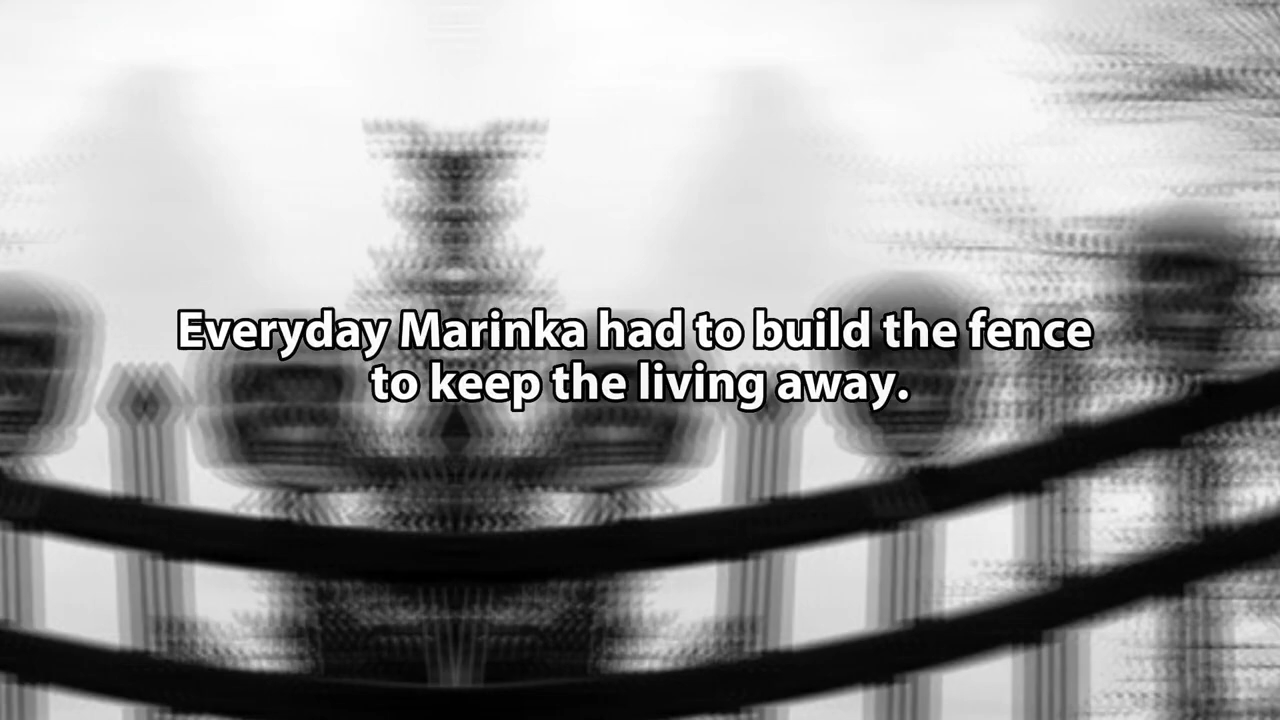 Everyday Marinka had to build the fence
to keep the living away.